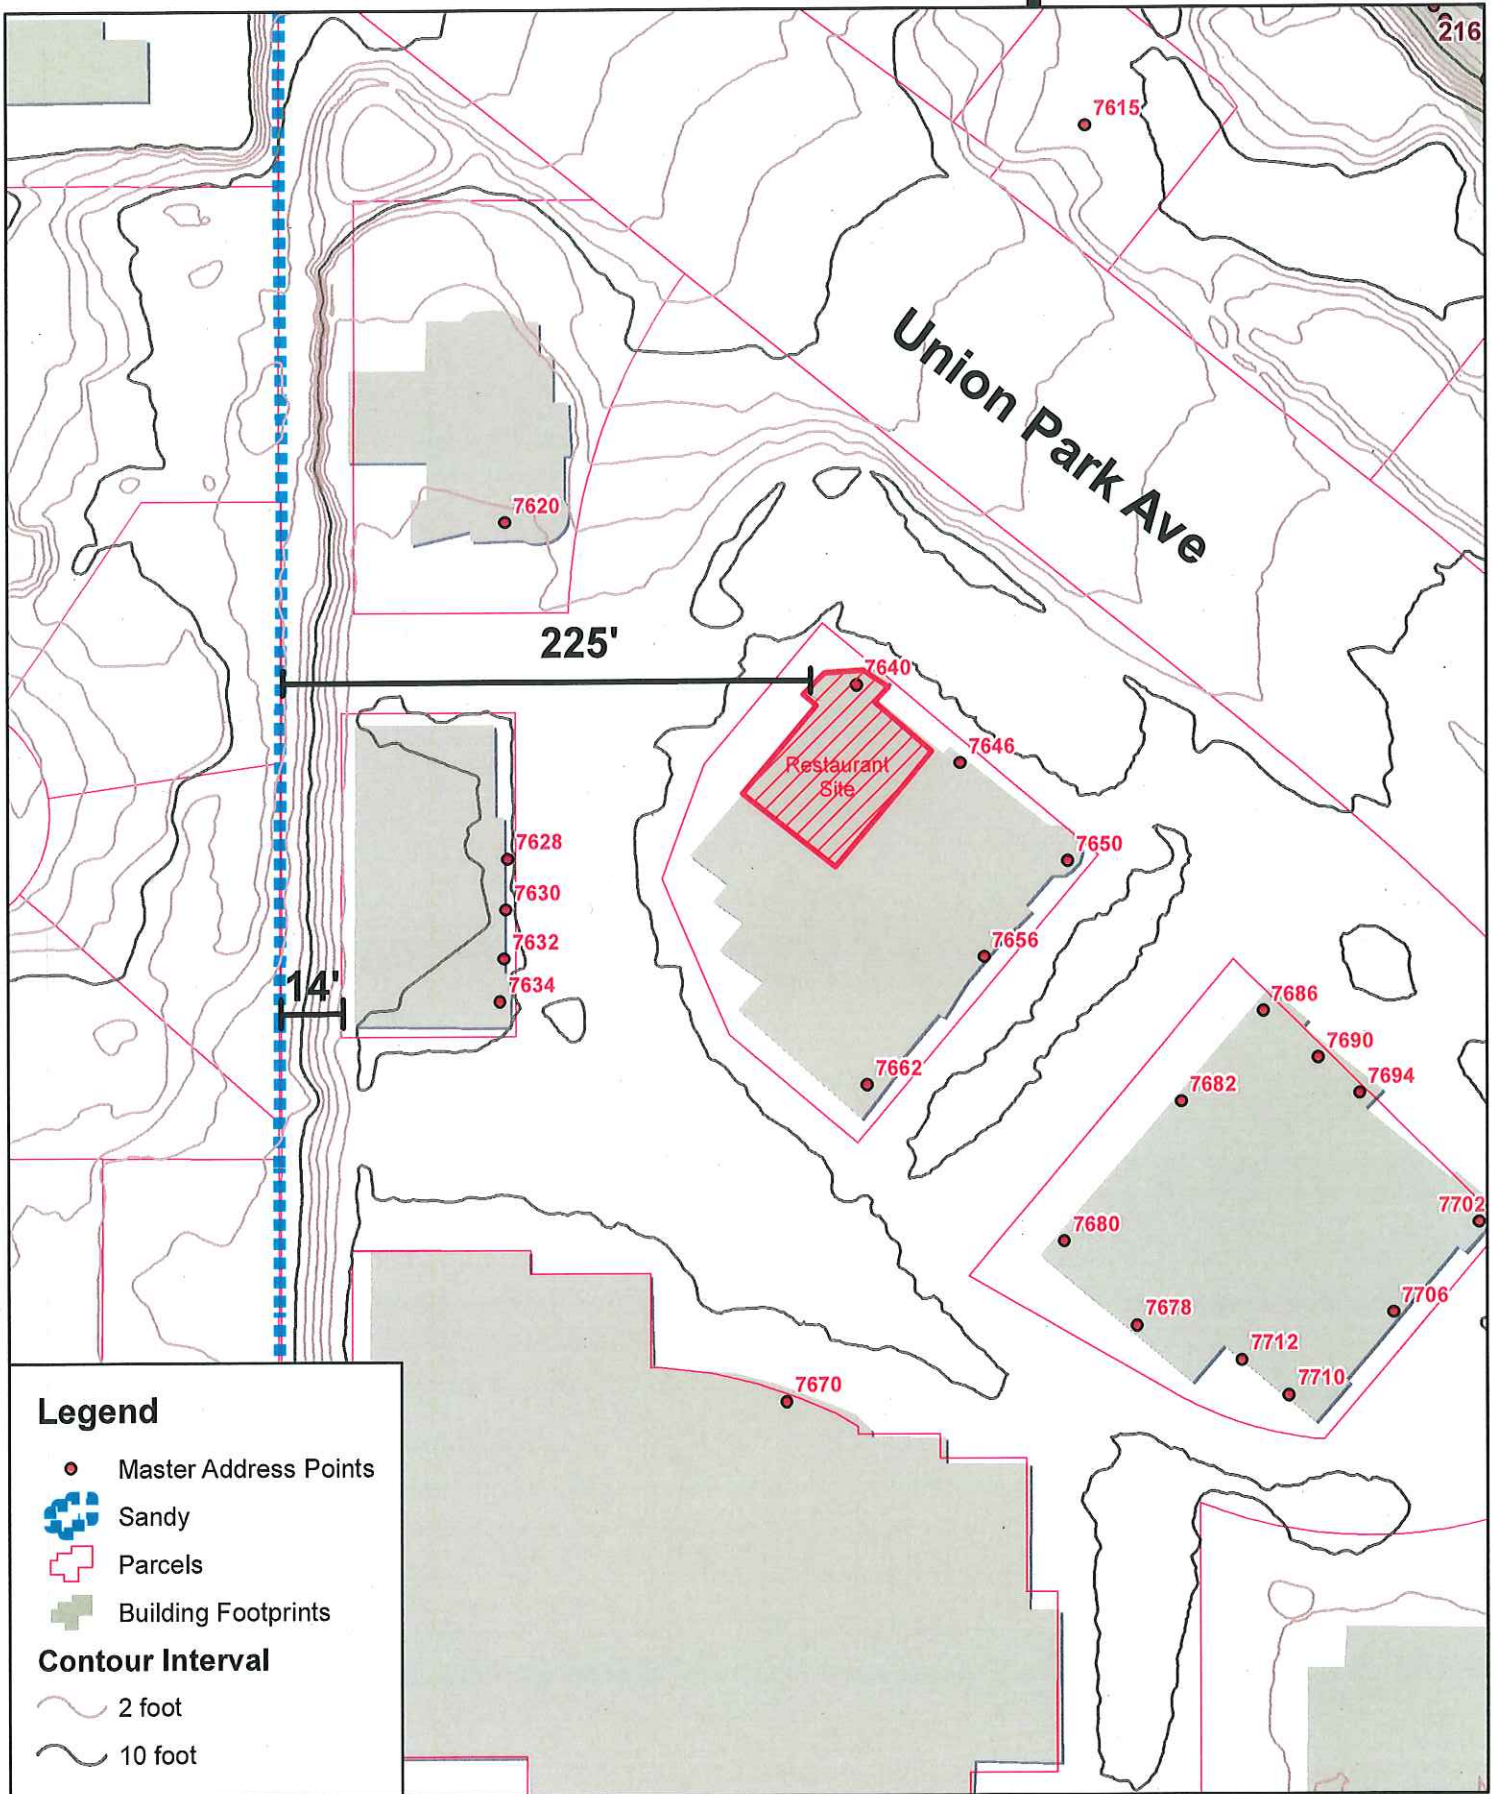 216
7615
Union Park Ave
7620
225'
7640
7646
Restaurant
Site
7628
7650
7630
7632
7656
7634
14'
7686
7690
7662
7682
7694
7702
7680
7706
7678
7712
7710
7670
Legend
Master Address Points
Sandy
Parcels
Building Footprints
Contour Interval
2 foot
10 foot